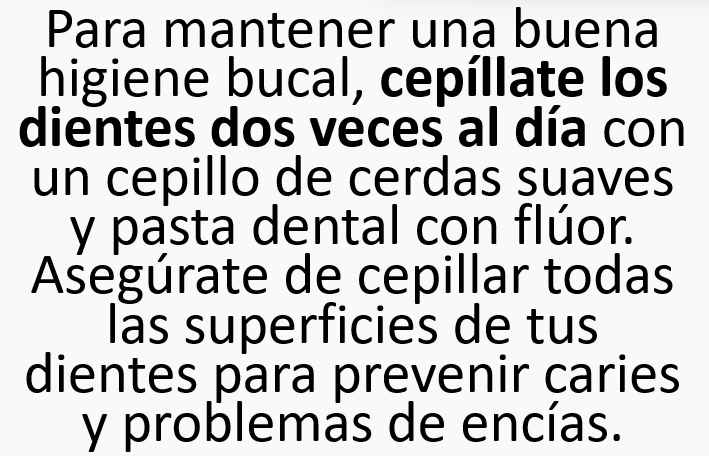 Para mantener una buena
higiene bucal, cepíllate los
dientes dos veces al día con
un cepillo de cerdas suaves
y pasta dental con flúor.
Asegúrate de cepillar todas
las superficies de tus
dientes para prevenir caries
y problemas de encías.